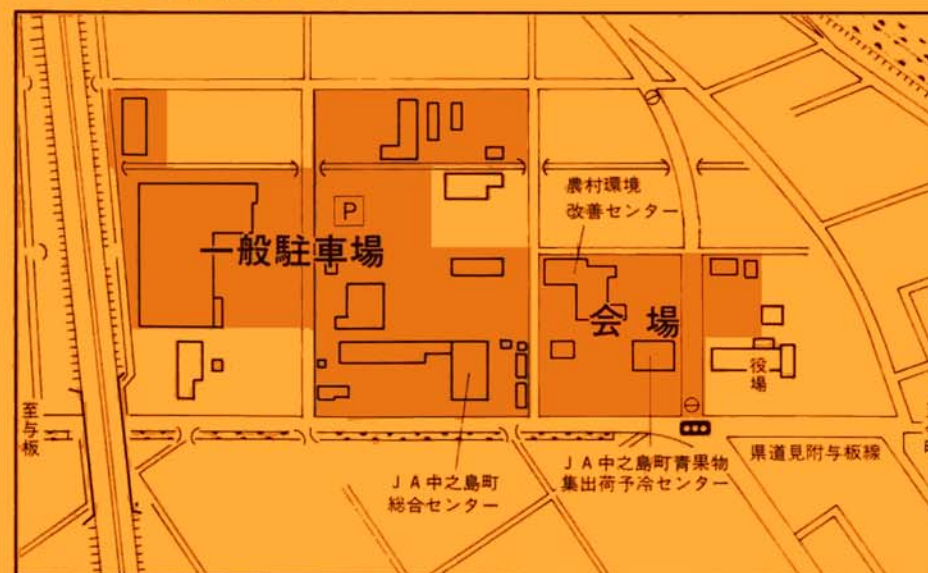 農村環境
改善センター
P
一般駐車場
会場
役場
至与板
県道見附与板線
JA中之島町
総合センター
JA中之島町青果物
集出荷予冷センター